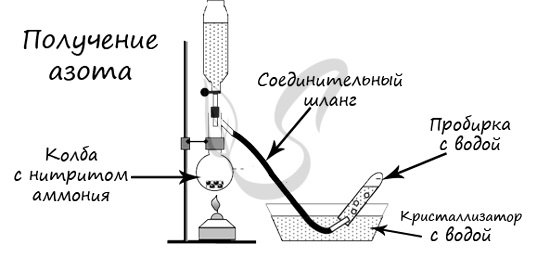 Получение
азота
Соединительный
шланг
Пробирка
с водой
Колба
с нитритом
аммония
Кристаллизатор
с водой